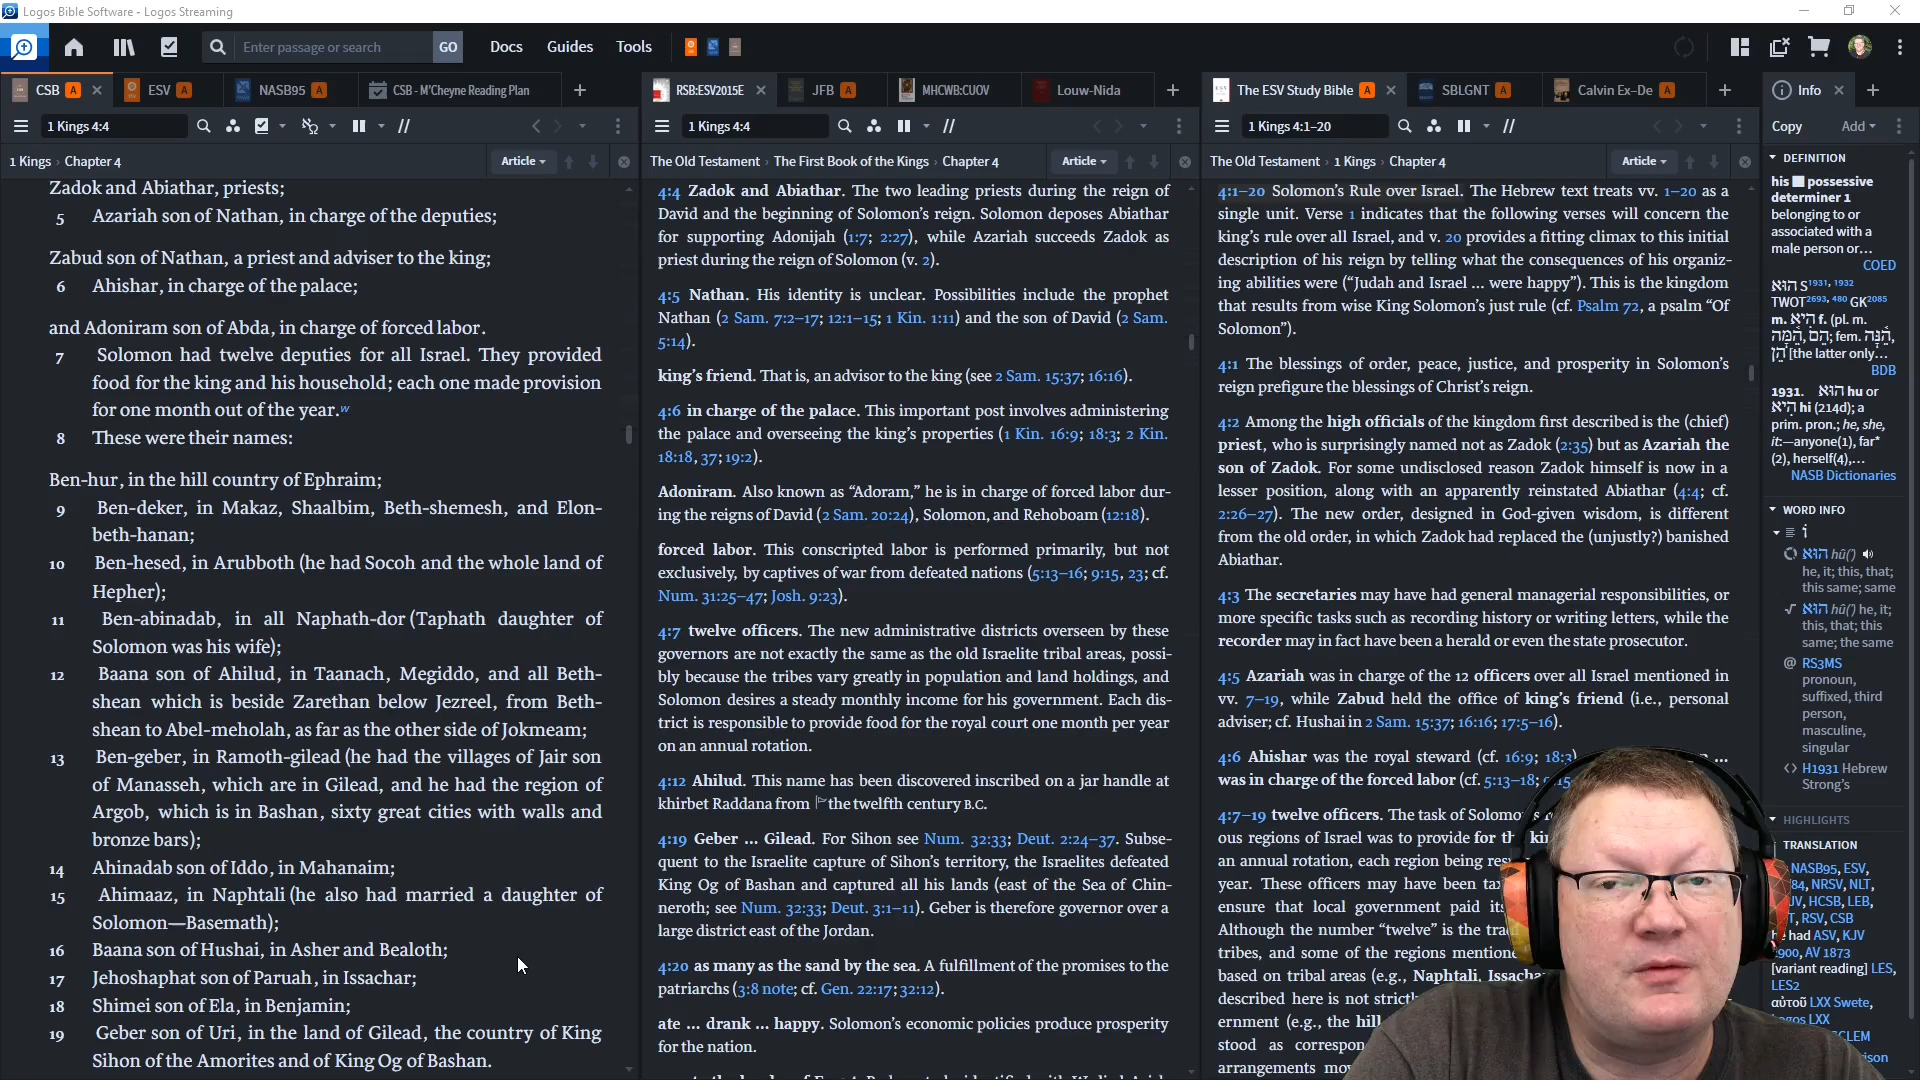 Logos Bible Software - Logos Streaming
Enter passage or search
GO
Docs
Guides
Tools
CSB A
ESV A
NASB95 A
CSB - M'Cheyne Reading Plan
1 Kings 4:4
1 Kings › Chapter 4
Article
Zadok and Abiathar, priests;
5 Azariah son of Nathan, in charge of the deputies;
Zabud son of Nathan, a priest and adviser to the king;
6 Ahishar, in charge of the palace;
and Adoniram son of Abda, in charge of forced labor.
7 Solomon had twelve deputies for all Israel. They provided
food for the king and his household; each one made provision
for one month out of the year.w
8 These were their names:
Ben-hur, in the hill country of Ephraim;
9 Ben-deker, in Makaz, Shaalbim, Beth-shemesh, and Elon-
beth-hanan;
10 Ben-hesed, in Arubboth (he had Socoh and the whole land of
Hepher);
11 Ben-abinadab, in all Naphath-dor (Taphath daughter of
Solomon was his wife);
12 Baana son of Ahilud, in Taanach, Megiddo, and all Beth-
shean which is beside Zarethan below Jezreel, from Beth-
shean to Abel-meholah, as far as the other side of Jokmeam;
13 Ben-geber, in Ramoth-gilead (he had the villages of Jair son
of Manasseh, which are in Gilead, and he had the region of
Argob, which is in Bashan, sixty great cities with walls and
bronze bars);
14 Ahinadab son of Iddo, in Mahanaim;
15 Ahimaaz, in Naphtali (he also had married a daughter of
Solomon—Basemath);
16 Baana son of Hushai, in Asher and Bealoth;
17 Jehoshaphat son of Paruah, in Issachar;
18 Shimei son of Ela, in Benjamin;
19 Geber son of Uri, in the land of Gilead, the country of King
Sihon of the Amorites and of King Og of Bashan.
RSB:ESV2015E
JFB A
MHCWB:CUOV
Louw-Nida
1 Kings 4:4
The Old Testament › The First Book of the Kings › Chapter 4
Article
4:4 Zadok and Abiathar. The two leading priests during the reign of
David and the beginning of Solomon's reign. Solomon deposes Abiathar
for supporting Adonijah (1:7; 2:27), while Azariah succeeds Zadok as
priest during the reign of Solomon (v. 2).
4:5 Nathan. His identity is unclear. Possibilities include the prophet
Nathan (2 Sam. 7:2–17; 12:1–15; 1 Kin. 1:11) and the son of David (2 Sam.
5:14).
king's friend. That is, an advisor to the king (see 2 Sam. 15:37; 16:16).
4:6 in charge of the palace. This important post involves administering
the palace and overseeing the king's properties (1 Kin. 16:9; 18:3; 2 Kin.
18:18, 37; 19:2).
Adoniram. Also known as “Adoram,” he is in charge of forced labor dur-
ing the reigns of David (2 Sam. 20:24), Solomon, and Rehoboam (12:18).
forced labor. This conscripted labor is performed primarily, but not
exclusively, by captives of war from defeated nations (5:13–16; 9:15, 23; cf.
Num. 31:25–47; Josh. 9:23).
4:7 twelve officers. The new administrative districts overseen by these
governors are not exactly the same as the old Israelite tribal areas, possi-
bly because the tribes vary greatly in population and land holdings, and
Solomon desires a steady monthly income for his government. Each dis-
trict is responsible to provide food for the royal court one month per year
on an annual rotation.
4:12 Ahilud. This name has been discovered inscribed on a jar handle at
khirbet Raddana from the twelfth century B.C.
4:19 Geber ... Gilead. For Sihon see Num. 32:33; Deut. 2:24–37. Subse-
quent to the Israelite capture of Sihon's territory, the Israelites defeated
King Og of Bashan and captured all his lands (east of the Sea of Chin-
neroth; see Num. 32:33; Deut. 3:1–11). Geber is therefore governor over a
large district east of the Jordan.
4:20 as many as the sand by the sea. A fulfillment of the promises to the
patriarchs (3:8 note; cf. Gen. 22:17; 32:12).
ate ... drank ... happy. Solomon's economic policies produce prosperity
for the nation.
The ESV Study Bible A
SBLGNT A
Calvin Ex–De A
1 Kings 4:1–20
The Old Testament › 1 Kings › Chapter 4
Article
4:1–20 Solomon's Rule over Israel. The Hebrew text treats vv. 1–20 as a
single unit. Verse 1 indicates that the following verses will concern the
king's rule over all Israel, and v. 20 provides a fitting climax to this initial
description of his reign by telling what the consequences of his organiz-
ing abilities were (“Judah and Israel ... were happy”). This is the kingdom
that results from wise King Solomon's just rule (cf. Psalm 72, a psalm “Of
Solomon”).
4:1 The blessings of order, peace, justice, and prosperity in Solomon's
reign prefigure the blessings of Christ's reign.
4:2 Among the high officials of the kingdom first described is the (chief)
priest, who is surprisingly named not as Zadok (2:35) but as Azariah the
son of Zadok. For some undisclosed reason Zadok himself is now in a
lesser position, along with an apparently reinstated Abiathar (4:4; cf.
2:26–27). The new order, designed in God-given wisdom, is different
from the old order, in which Zadok had replaced the (unjustly?) banished
Abiathar.
4:3 The secretaries may have had general managerial responsibilities, or
more specific tasks such as recording history or writing letters, while the
recorder may in fact have been a herald or even the state prosecutor.
4:5 Azariah was in charge of the 12 officers over all Israel mentioned in
vv. 7–19, while Zabud held the office of king's friend (i.e., personal
adviser; cf. Hushai in 2 Sam. 15:37; 16:16; 17:5–16).
4:6 Ahishar was the royal steward (cf. 16:9; 18:3)
was in charge of the forced labor (cf. 5:13–18;
4:7–19 twelve officers. The task of Solomon's
ous regions of Israel was to provide for the
an annual rotation, each region being
year. These officers may have been
ensure that local government paid
Although the number “twelve” is the
tribes, and some of the regions mentioned
based on tribal areas (e.g., Naphtali,
described here is not
ernment (e.g., the hill
stood as
arrangements
Info
Copy
Add
DEFINITION
his possessive
determiner 1
belonging to or
associated with a
male person or...
COED
הוּא S1931, 1932
TWOT2693, 480 GK2085
m. הִיא f. (pl. m.
הֵם, הֵמָּה; fem. הֵנָּה,
הֵן [the latter only...
BDB
1931. הוּא hu or
הִיא hi (214d); a
prim. pron.; he, she,
it:—anyone(1), far*
(2), herself(4),...
NASB Dictionaries
WORD INFO
הוּא hû(ʾ)
he, it; this, that;
this same; same
הוּא hû(ʾ) he, it;
this, that; this
same; the same
@ RS3MS
pronoun,
suffixed, third
person,
masculine,
singular
H1931 Hebrew
Strong's
HIGHLIGHTS
TRANSLATION
NASB95, ESV,
NRSV, NLT,
HCSB, LEB,
RSV, CSB
had ASV, KJV
AV 1873
[variant reading] LES,
LES2
αὐτοῦ LXX Swete,
LXX